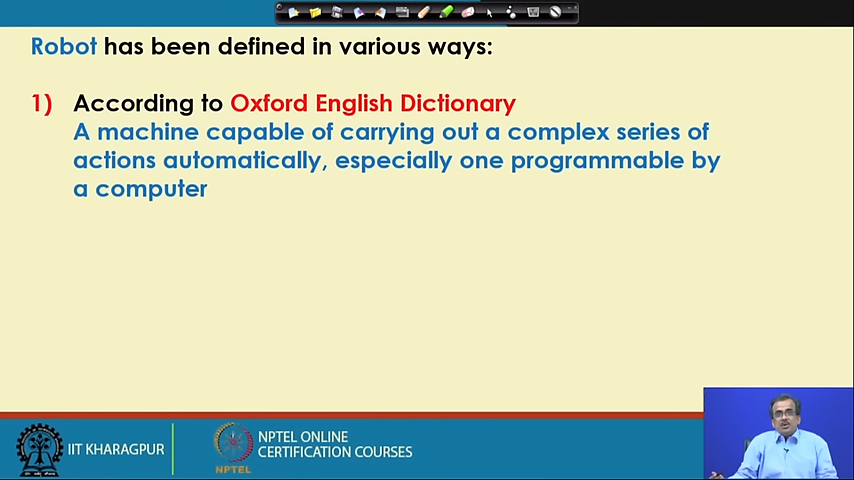 Robot has been defined in various ways:
1) According to Oxford English Dictionary
A machine capable of carrying out a complex series of
actions automatically, especially one programmable by
a computer
IIT KHARAGPUR
NPTEL
NPTEL ONLINE
CERTIFICATION COURSES